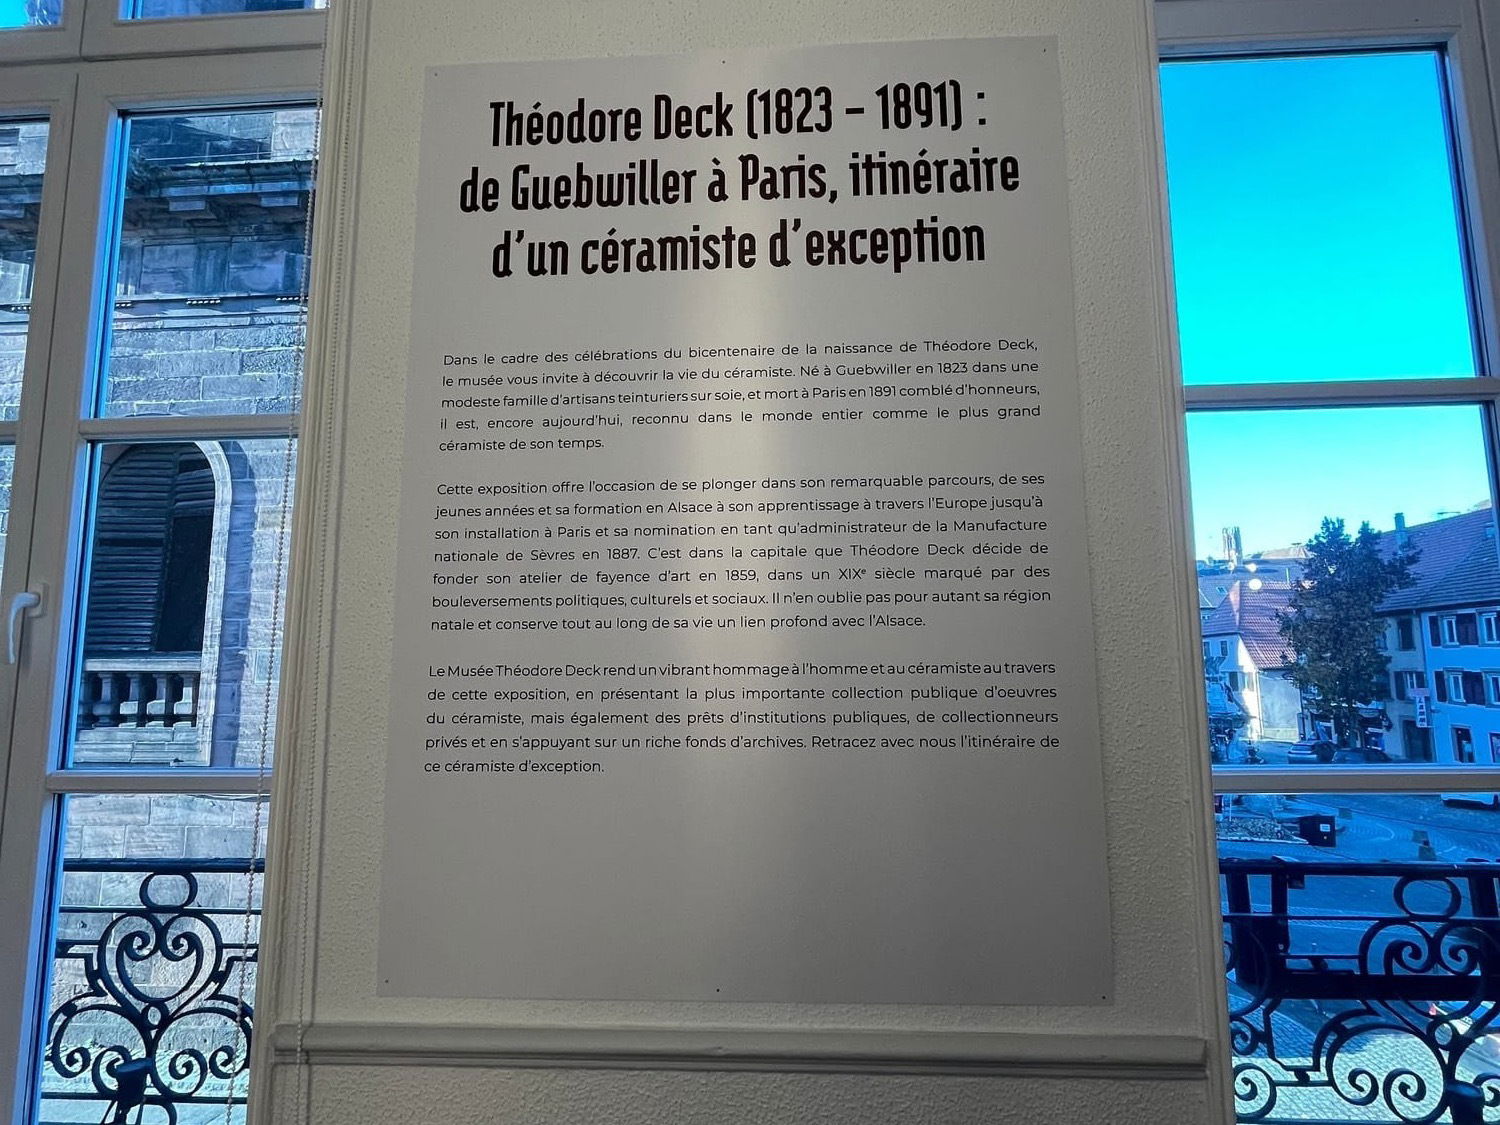 Théodore Deck (1823 – 1891) :
de Guebwiller à Paris, itinéraire
d'un céramiste d'exception
Dans le cadre des célébrations du bicentenaire de la naissance de Théodore Deck,
le musée vous invite à découvrir la vie du céramiste. Né à Guebwiller en 1823 dans une
modeste famille d'artisans teinturiers sur soie, et mort à Paris en 1891 comblé d'honneurs,
il est, encore aujourd'hui, reconnu dans le monde entier comme le plus grand
céramiste de son temps.
Cette exposition offre l'occasion de se plonger dans son remarquable parcours, de ses
jeunes années et sa formation en Alsace à son apprentissage à travers l'Europe jusqu'à
son installation à Paris et sa nomination en tant qu'administrateur de la Manufacture
nationale de Sèvres en 1887. C'est dans la capitale que Théodore Deck décide de
fonder son atelier de fayence d'art en 1859, dans un XIXᵉ siècle marqué par des
bouleversements politiques, culturels et sociaux. Il n'en oublie pas pour autant sa région
natale et conserve tout au long de sa vie un lien profond avec l'Alsace.
Le Musée Théodore Deck rend un vibrant hommage à l'homme et au céramiste au travers
de cette exposition, en présentant la plus importante collection publique d'oeuvres
du céramiste, mais également des prêts d'institutions publiques, de collectionneurs
privés et en s'appuyant sur un riche fonds d'archives. Retracez avec nous l'itinéraire de
ce céramiste d'exception.